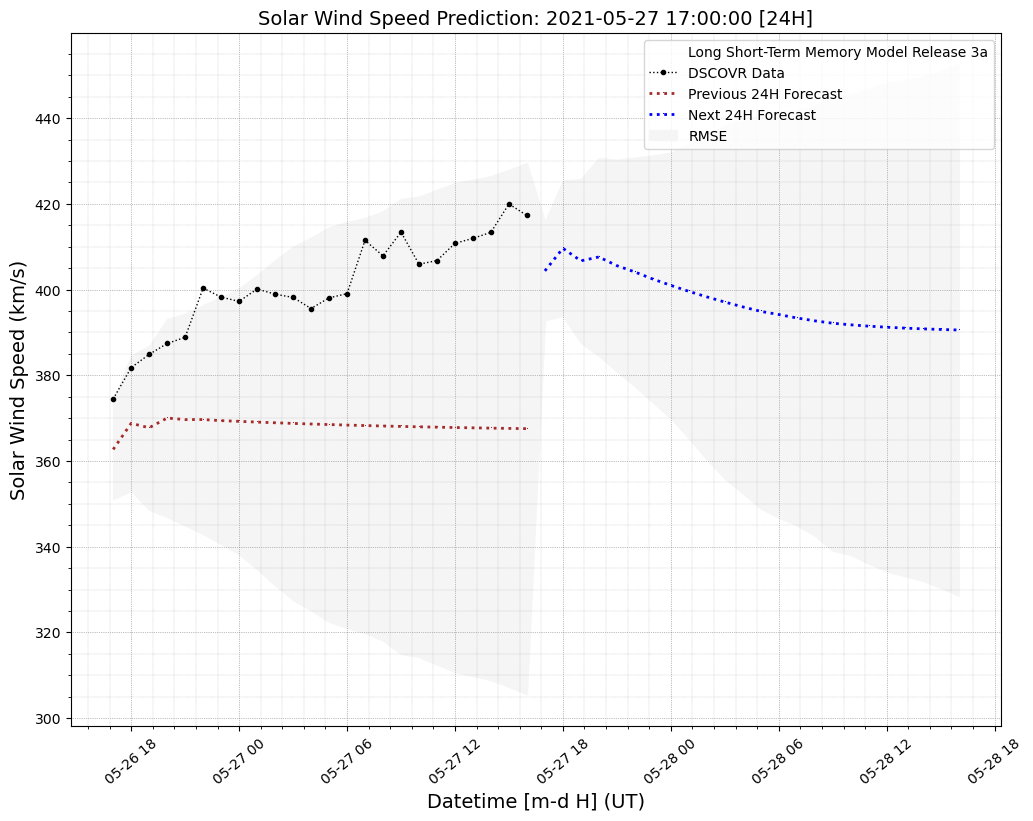 Solar Wind Speed Prediction: 2021-05-27 17:00:00 [24H]
Long Short-Term Memory Model Release 3a
DSCOVR Data
Previous 24H Forecast
Next 24H Forecast
RMSE
Solar Wind Speed (km/s)
440
420
400
380
360
340
320
300
05-26 18
05-27 00
05-27 06
05-27 12
05-27 18
05-28 00
05-28 06
05-28 12
05-28 18
Datetime [m-d H] (UT)